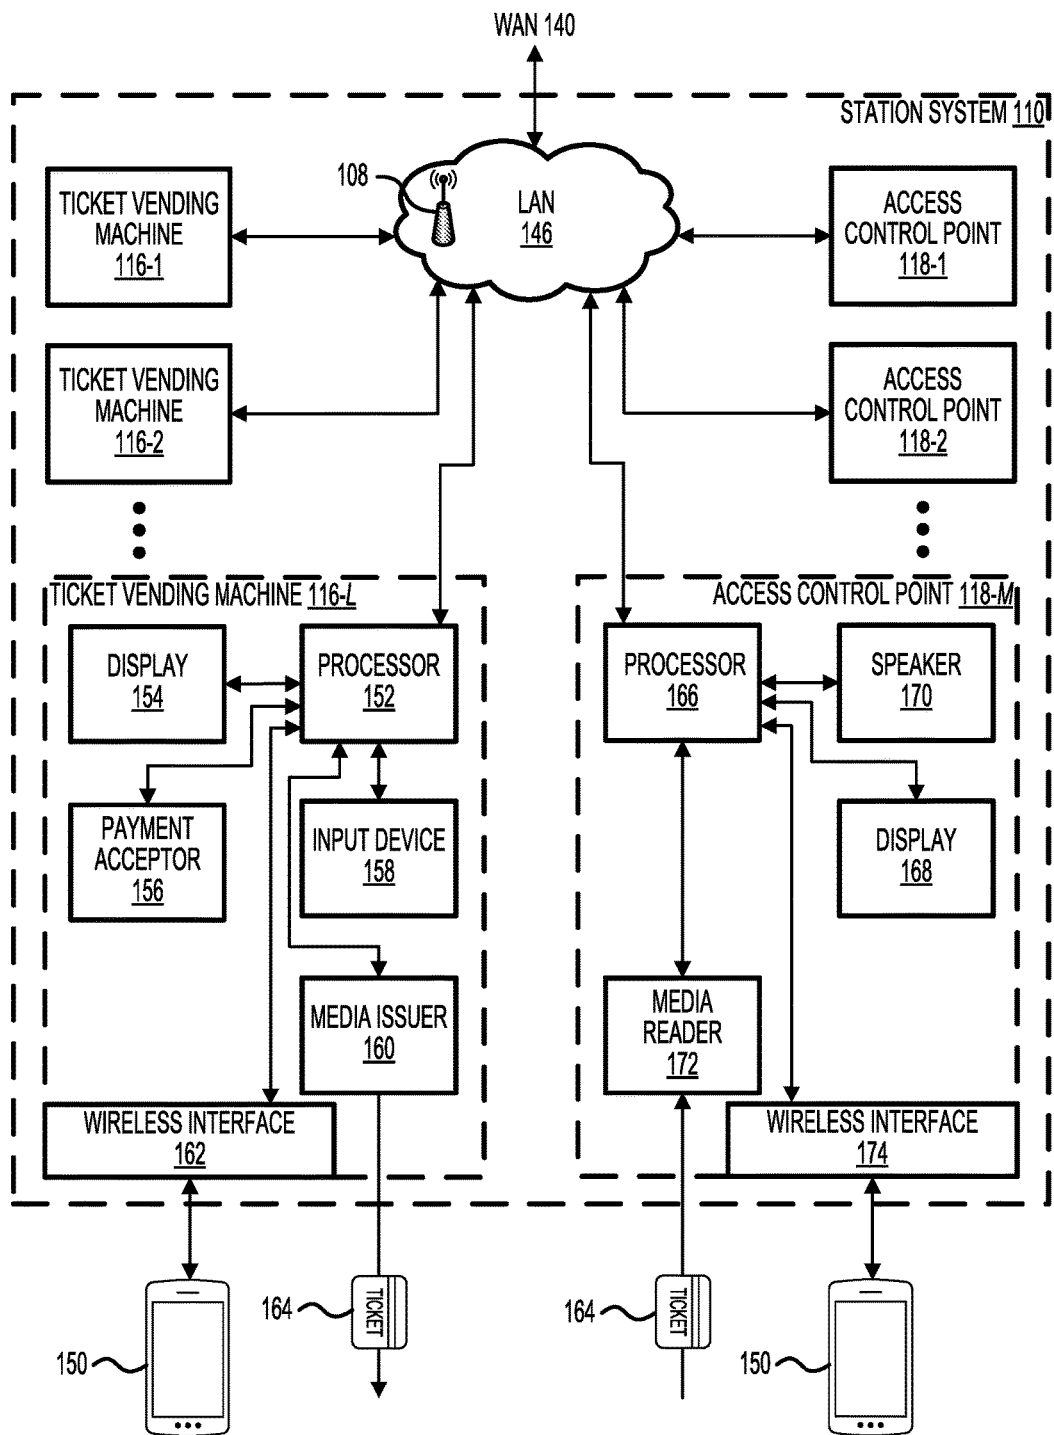 WAN 140
STATION SYSTEM 110
108
LAN
146
TICKET VENDING
MACHINE
116-1
ACCESS
CONTROL POINT
118-1
TICKET VENDING
MACHINE
116-2
ACCESS
CONTROL POINT
118-2
TICKET VENDING MACHINE 116-L
DISPLAY
154
PROCESSOR
152
PAYMENT
ACCEPTOR
156
INPUT DEVICE
158
MEDIA ISSUER
160
WIRELESS INTERFACE
162
ACCESS CONTROL POINT 118-M
PROCESSOR
166
SPEAKER
170
DISPLAY
168
MEDIA
READER
172
WIRELESS INTERFACE
174
150
164
TICKET
164
TICKET
150